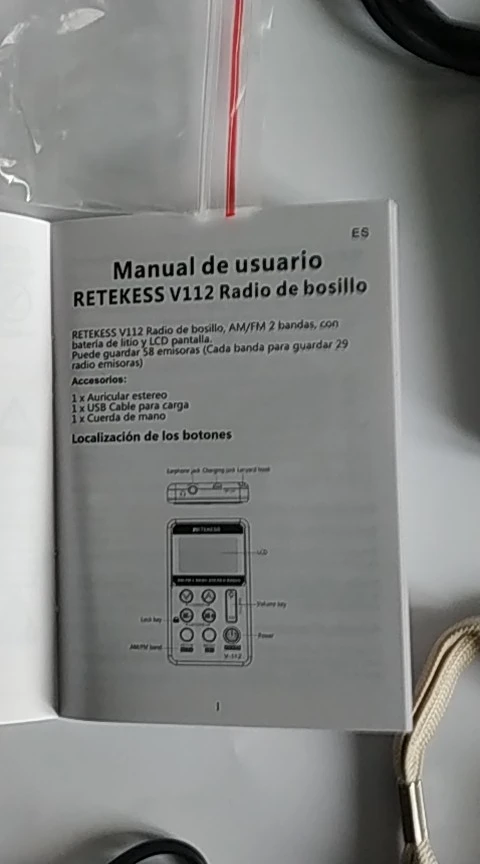 ES
Manual de usuario
RETEKESS V112 Radio de bosillo
RETEKESS V112 Radio de bosillo, AM/FM 2 bandas, con
batería de litio y LCD pantalla.
Puede guardar 58 emisoras (Cada banda para guardar 29
radio emisoras)
Accesorios:
1 x Auricular estereo
1 x USB Cable para carga
1 x Cuerda de mano
Localización de los botones
Earphone jack Charging jack Lanyard hook
RETEKESS
LCD
Volume key
Lock key
Power
AM/FM band
V-112
1